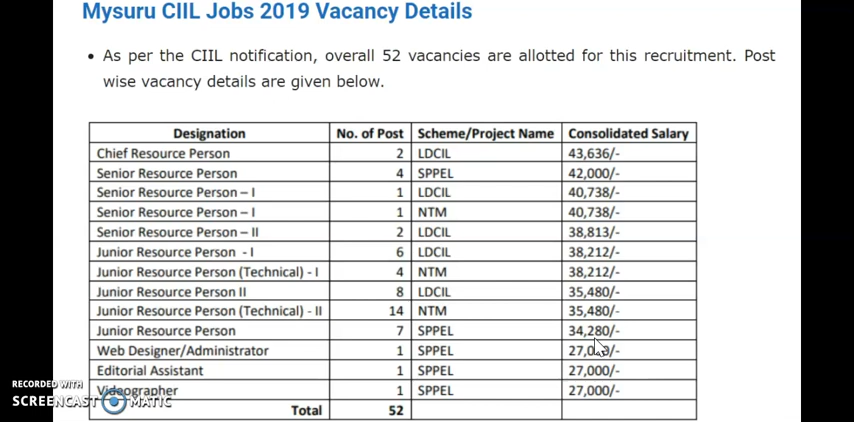 Mysuru CIIL Jobs 2019 Vacancy Details
• As per the CIIL notification, overall 52 vacancies are allotted for this recruitment. Post
wise vacancy details are given below.
Designation No. of Post Scheme/Project Name Consolidated Salary
Chief Resource Person 2 LDCIL 43,636/-
Senior Resource Person 4 SPPEL 42,000/-
Senior Resource Person – I 1 LDCIL 40,738/-
Senior Resource Person – I 1 NTM 40,738/-
Senior Resource Person – II 2 LDCIL 38,813/-
Junior Resource Person - I 6 LDCIL 38,212/-
Junior Resource Person (Technical) - I 4 NTM 38,212/-
Junior Resource Person II 8 LDCIL 35,480/-
Junior Resource Person (Technical) - II 14 NTM 35,480/-
Junior Resource Person 7 SPPEL 34,280/-
Web Designer/Administrator 1 SPPEL 27,000/-
Editorial Assistant 1 SPPEL 27,000/-
Videographer 1 SPPEL 27,000/-
Total 52
RECORDED WITH
SCREENCAST MATIC